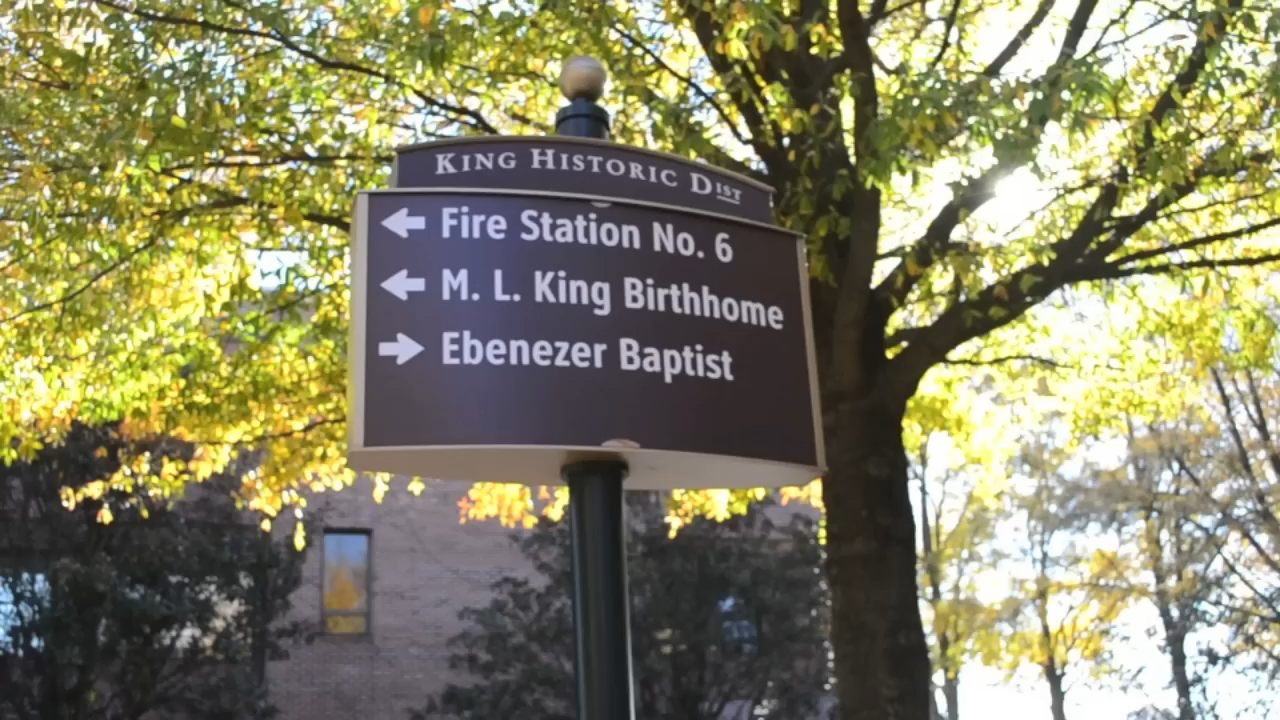 KING HISTORIC DIST
Fire Station No. 6
M. L. King Birthhome
Ebenezer Baptist